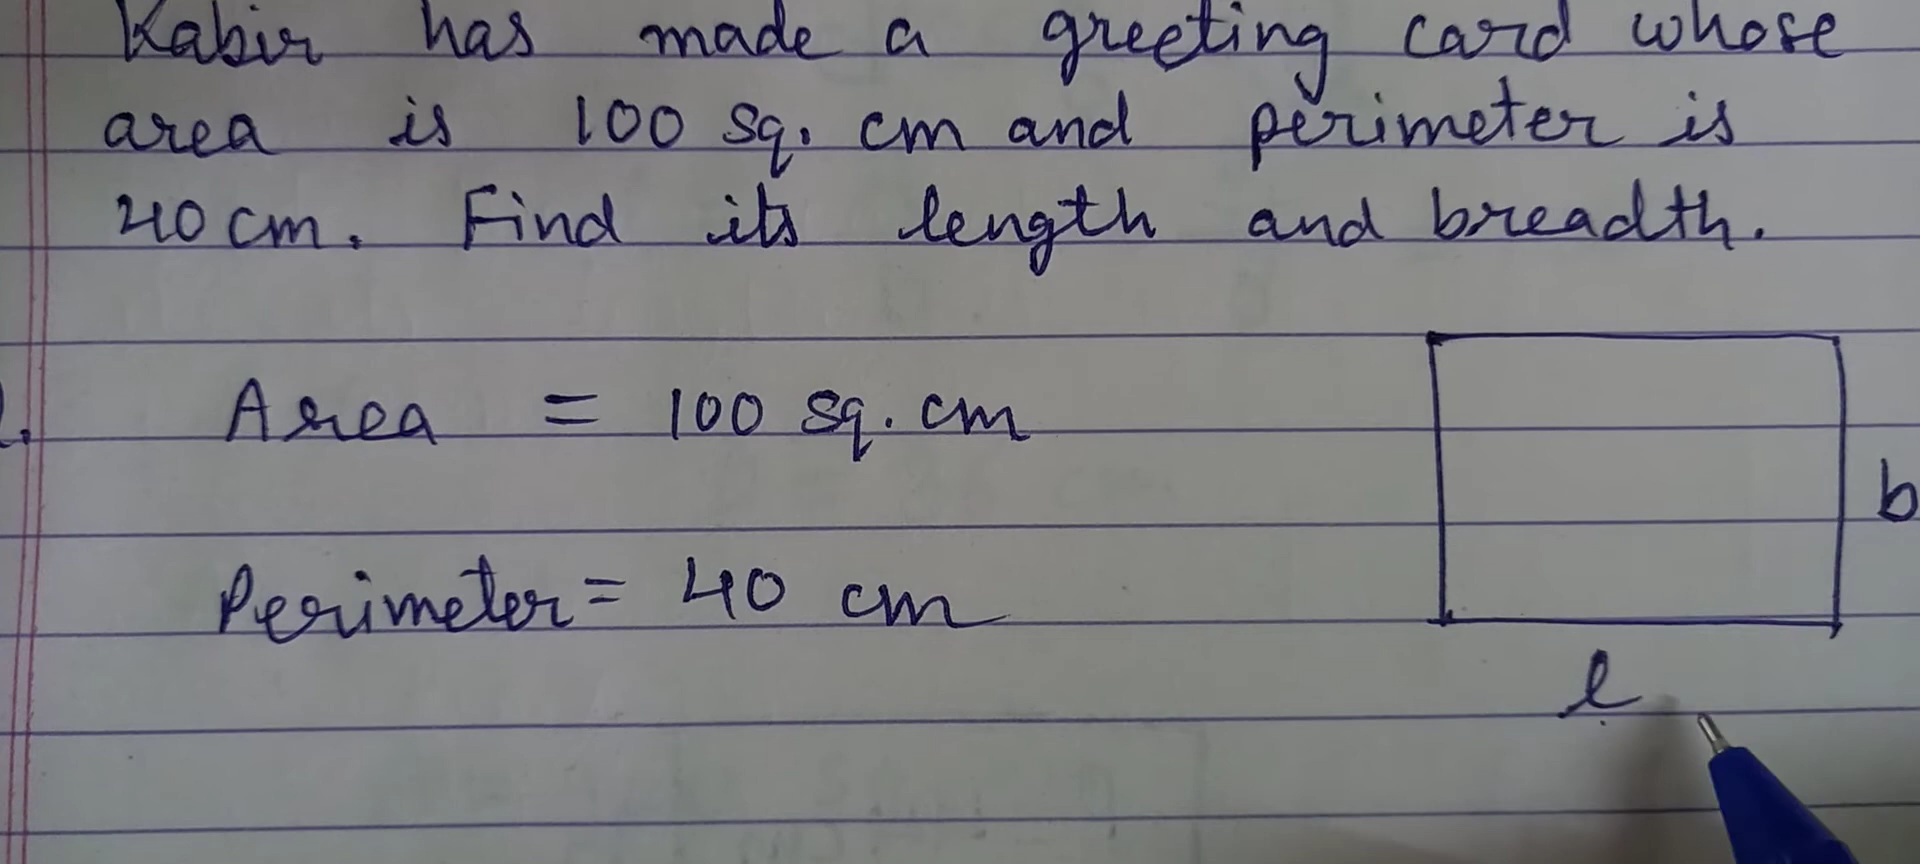 Kabir has made a greeting card whose
area is 100 sq. cm and perimeter is
40 cm. Find its length and breadth.
Area = 100 sq. cm
b
Perimeter = 40 cm
l